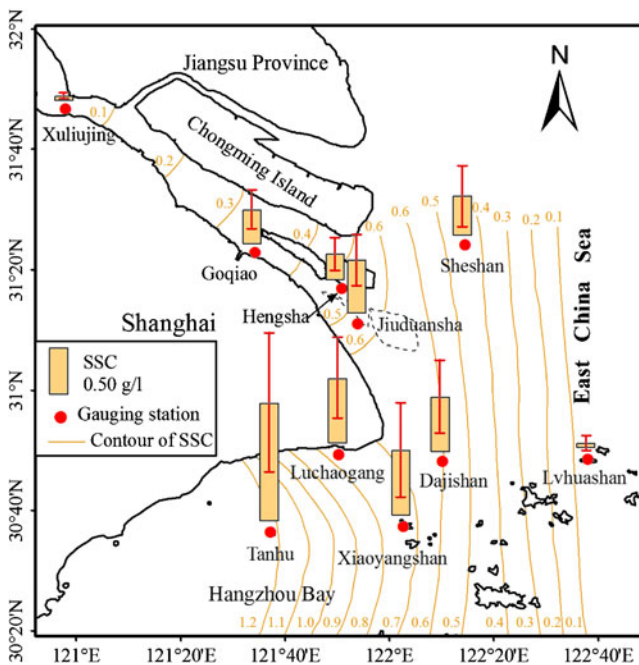 32°N
31°40'N
31°20'N
31°N
30°40'N
30°20'N
Jiangsu Province
N
Xuliujing
0.1
0.2
0.3
0.4
0.5
0.6
Chongming Island
Goqiao
Hengsha
Jiuduansha
Sheshan
0.6
0.6
0.5
0.4
0.3
0.2
0.1
East China Sea
Shanghai
SSC
0.50 g/l
Gauging station
Contour of SSC
Luchaogang
Dajishan
Lvhuashan
Tanhu
Xiaoyangshan
Hangzhou Bay
1.2
1.1
1.0
0.9
0.8
0.7
0.6
0.5
0.4
0.3
0.2
0.1
121°E
121°20'E
121°40'E
122°E
122°20'E
122°40'E